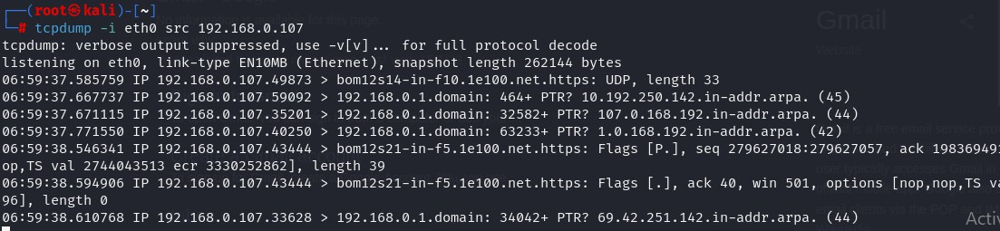 ┌──(root㉿kali)-[~]
└─# tcpdump -i eth0 src 192.168.0.107
tcpdump: verbose output suppressed, use -v[v]... for full protocol decode
listening on eth0, link-type EN10MB (Ethernet), snapshot length 262144 bytes
06:59:37.585759 IP 192.168.0.107.49873 > bom12s14-in-f10.1e100.net.https: UDP, length 33
06:59:37.667737 IP 192.168.0.107.59092 > 192.168.0.1.domain: 464+ PTR? 10.192.250.142.in-addr.arpa. (45)
06:59:37.671115 IP 192.168.0.107.35201 > 192.168.0.1.domain: 32582+ PTR? 107.0.168.192.in-addr.arpa. (44)
06:59:37.771550 IP 192.168.0.107.40250 > 192.168.0.1.domain: 63233+ PTR? 1.0.168.192.in-addr.arpa. (42)
06:59:38.546341 IP 192.168.0.107.43444 > bom12s21-in-f5.1e100.net.https: Flags [P.], seq 279627018:279627057, ack 198369491
op,TS val 2744043513 ecr 3330252862], length 39
06:59:38.594906 IP 192.168.0.107.43444 > bom12s21-in-f5.1e100.net.https: Flags [.], ack 40, win 501, options [nop,nop,TS va
96], length 0
06:59:38.610768 IP 192.168.0.107.33628 > 192.168.0.1.domain: 34042+ PTR? 69.42.251.142.in-addr.arpa. (44)
Gmail
Activ